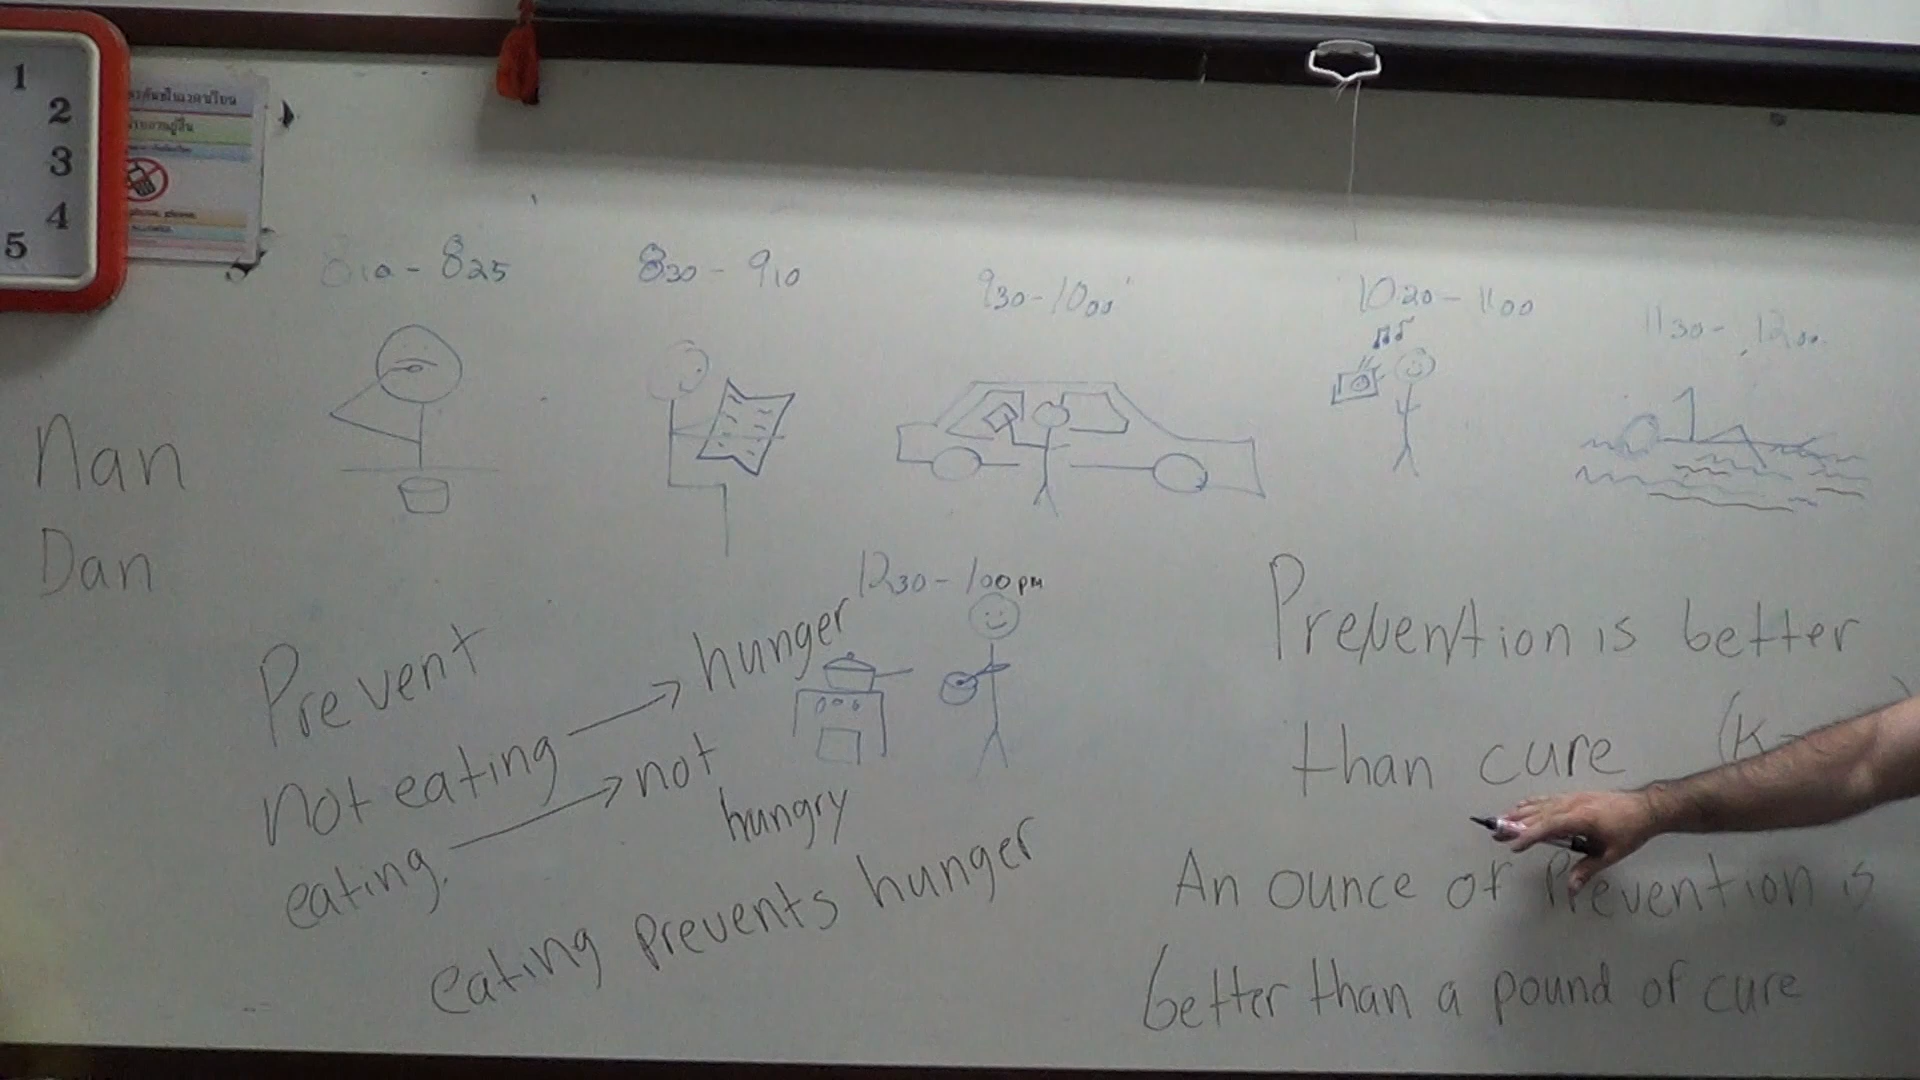 1
2
3
4
5
8 10 - 8 25
8 30 - 9 10
9 30 - 10 00
10 20 - 11 00
11 30 - 12 00
Nan
Dan
12 30 - 1 00 pm
Prevent
not eating → hunger
eating. → not
hungry
eating prevents hunger
Prevention is better
than cure (K
An ounce of Prevention is
better than a pound of cure